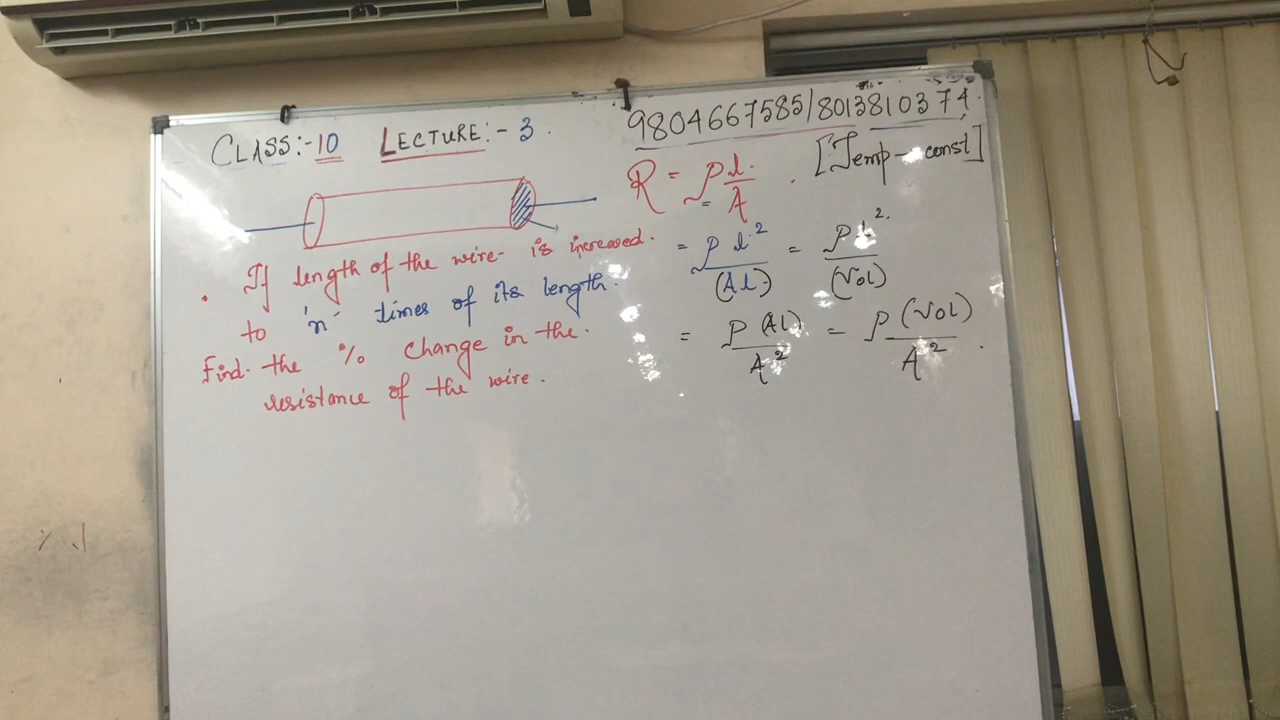 CLASS:-10 LECTURE:- 3.
9804667585/8013810374.
[Temp → const]
R = ρ l / A .
= ρ l² / (A l) = ρ l² / (Vol)
= ρ (Al) / A² = ρ (Vol) / A² .
. If length of the wire is increased.
to 'n' times of its length.
Find. the % change in the.
resistance of the wire.